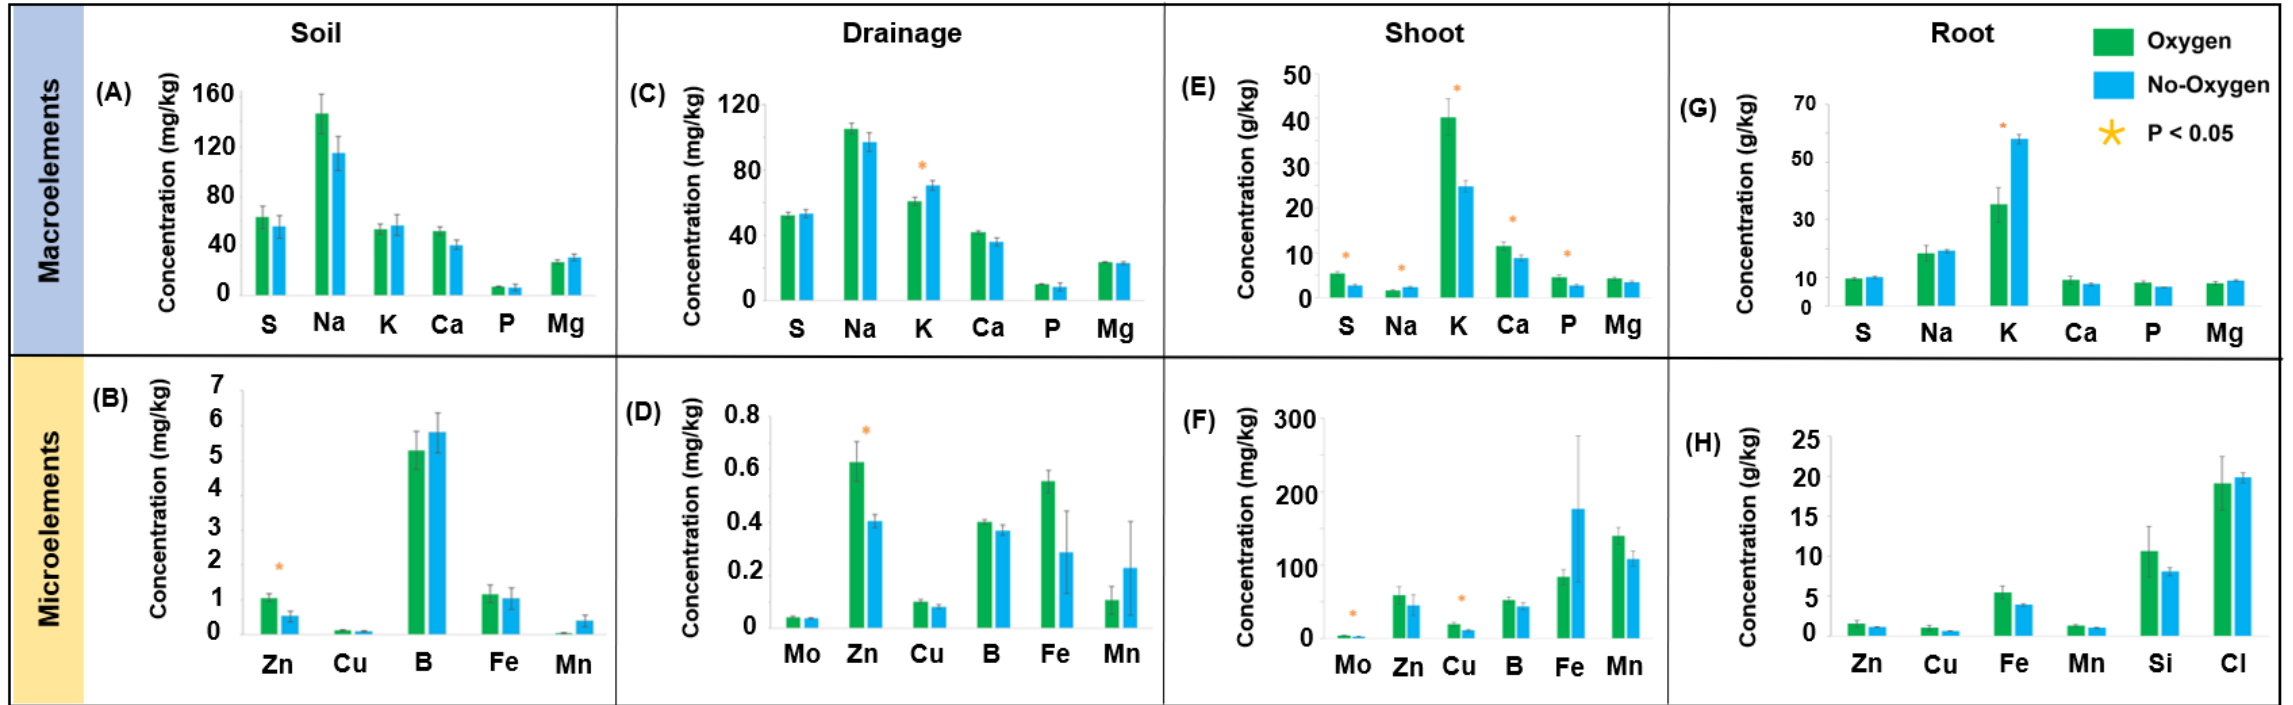 Soil
Drainage
Shoot
Root
Oxygen
No-Oxygen
P < 0.05
Macroelements
(A)
Concentration (mg/kg)
160
120
80
40
0
S Na K Ca P Mg
(C)
Concentration (mg/kg)
120
80
40
0
*
S Na K Ca P Mg
(E)
Concentration (g/kg)
50
40
30
20
10
0
* * * * *
S Na K Ca P Mg
(G)
Concentration (g/kg)
70
50
30
10
0
*
S Na K Ca P Mg
Microelements
(B)
Concentration (mg/kg)
7
6
5
4
3
2
1
0
*
Zn Cu B Fe Mn
(D)
Concentration (mg/kg)
0.8
0.6
0.4
0.2
0
*
Mo Zn Cu B Fe Mn
(F)
Concentration (mg/kg)
300
200
100
0
* *
Mo Zn Cu B Fe Mn
(H)
Concentration (g/kg)
25
20
15
10
5
0
Zn Cu Fe Mn Si Cl